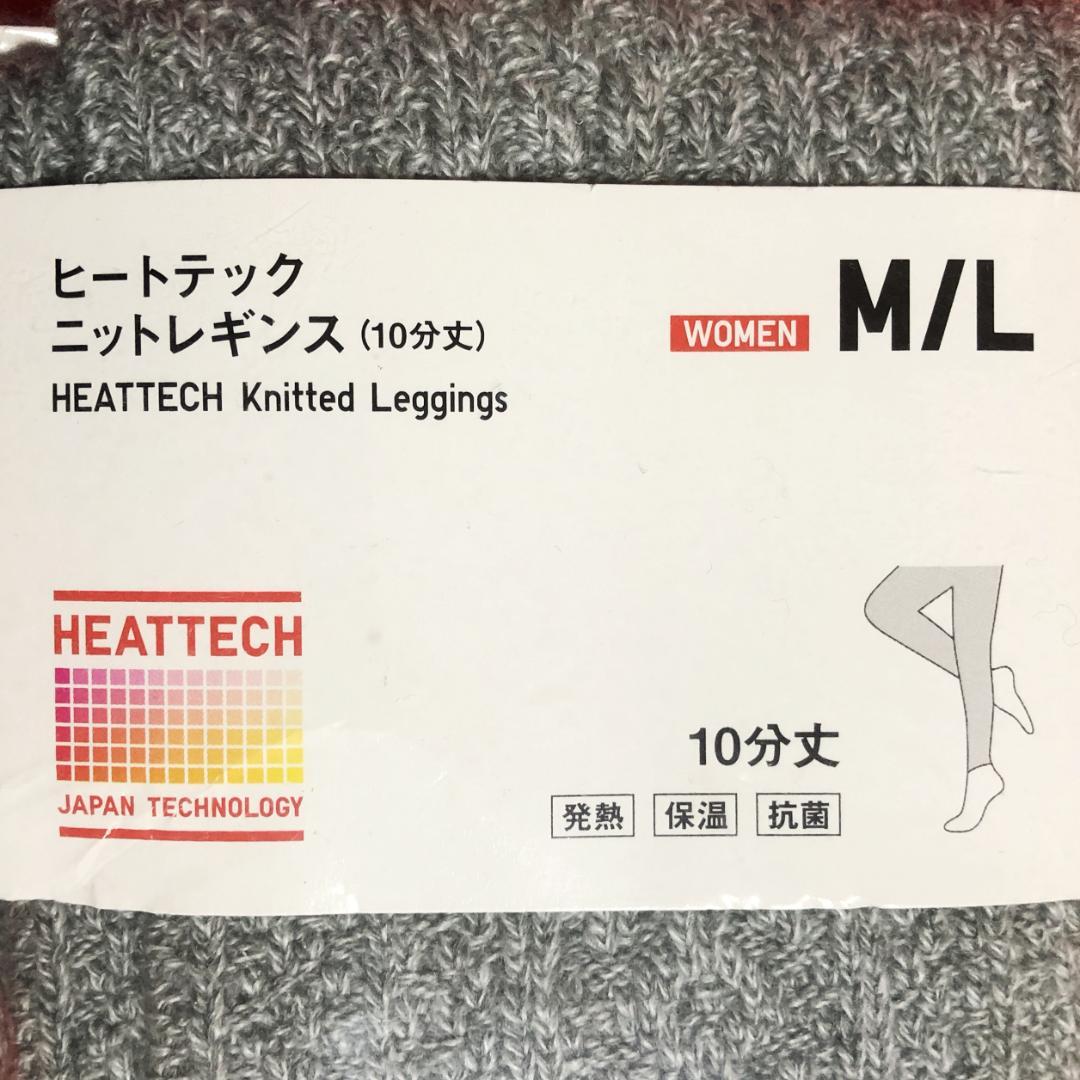 ヒートテック
ニットレギンス（10分丈）
HEATTECH Knitted Leggings
WOMEN M/L
HEATTECH
JAPAN TECHNOLOGY
10分丈
発熱 保温 抗菌